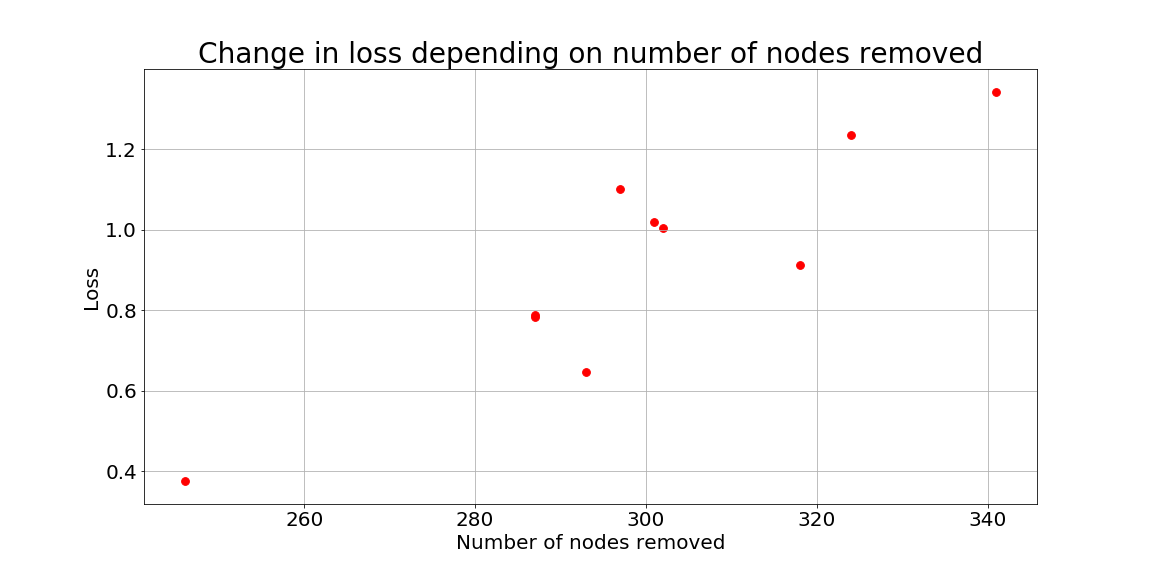 Change in loss depending on number of nodes removed
1.2
1.0
0.8
0.6
0.4
Loss
260 280 300 320 340
Number of nodes removed